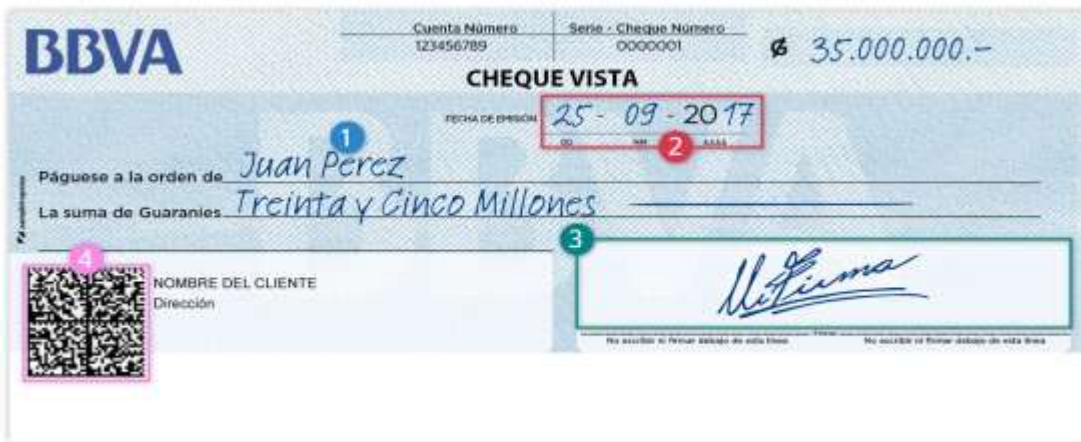 BBVA
Cuenta Número
123456789
Serie - Cheque Número
0000001
₲ 35.000.000.-
CHEQUE VISTA
FECHA DE EMISIÓN 25 - 09 - 2017
DD MM AAAA
1
2
Páguese a la orden de Juan Perez
La suma de Guaraníes Treinta y Cinco Millones
3
4
NOMBRE DEL CLIENTE
Dirección
Mi Firma
No escribir ni firmar debajo de esta línea No escribir ni firmar debajo de esta línea